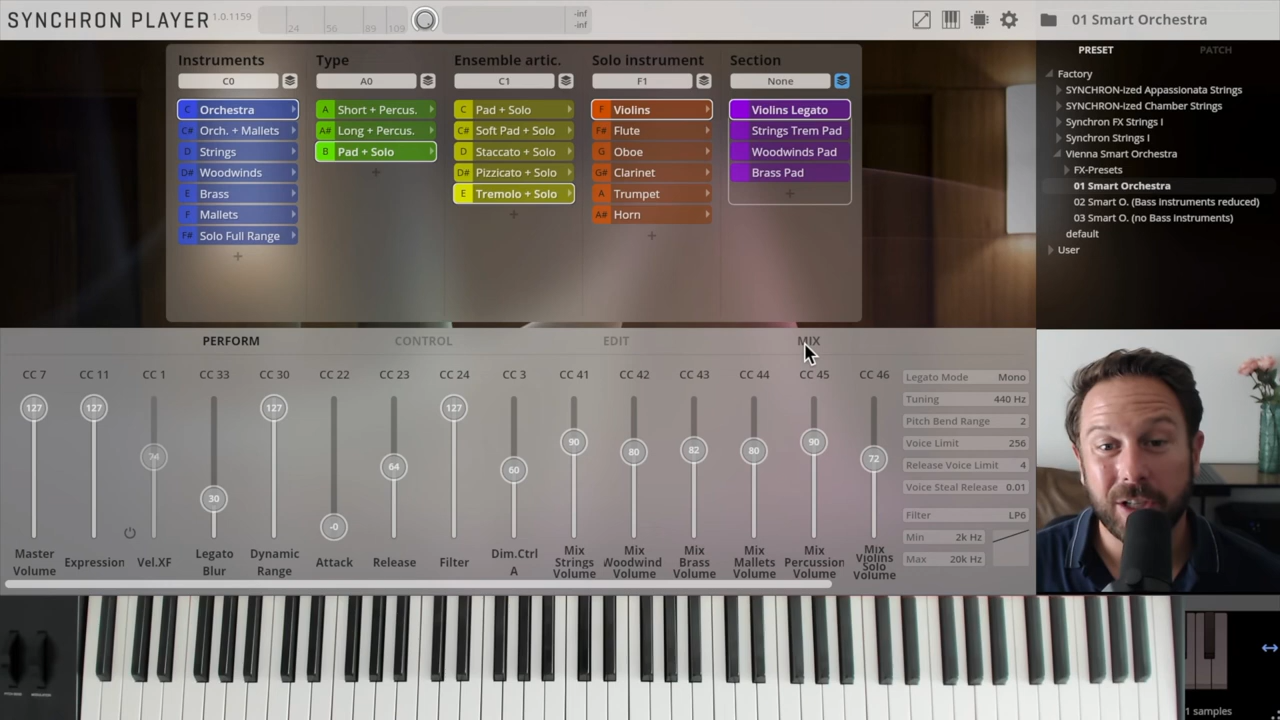 SYNCHRON PLAYER 1.0.1159
24 56 89 109
-inf
-inf
01 Smart Orchestra
Instruments
C0
C Orchestra
C# Orch. + Mallets
D Strings
D# Woodwinds
E Brass
F Mallets
F# Solo Full Range
+
Type
A0
A Short + Percus.
A# Long + Percus.
B Pad + Solo
+
Ensemble artic.
C1
C Pad + Solo
C# Soft Pad + Solo
D Staccato + Solo
D# Pizzicato + Solo
E Tremolo + Solo
+
Solo instrument
F1
F Violins
F# Flute
G Oboe
G# Clarinet
A Trumpet
A# Horn
+
Section
None
Violins Legato
Strings Trem Pad
Woodwinds Pad
Brass Pad
+
PRESET PATCH
Factory
SYNCHRON-ized Appassionata Strings
SYNCHRON-ized Chamber Strings
Synchron FX Strings I
Synchron Strings I
Vienna Smart Orchestra
FX-Presets
01 Smart Orchestra
02 Smart O. (Bass instruments reduced)
03 Smart O. (no Bass instruments)
default
User
PERFORM CONTROL EDIT MIX
CC 7 CC 11 CC 1 CC 33 CC 30 CC 22 CC 23 CC 24 CC 3 CC 41 CC 42 CC 43 CC 44 CC 45 CC 46
127 127 74 30 127 -0 64 127 60 90 80 82 80 90 72
Master
Volume
Expression
Vel.XF
Legato
Blur
Dynamic
Range
Attack
Release
Filter
Dim.Ctrl
A
Mix
Strings
Volume
Mix
Woodwind
Volume
Mix
Brass
Volume
Mix
Mallets
Volume
Mix
Percussion
Volume
Mix
Violins
Solo
Volume
Legato Mode Mono
Tuning 440 Hz
Pitch Bend Range 2
Voice Limit 256
Release Voice Limit 4
Voice Steal Release 0.01
Filter LP6
Min 2k Hz
Max 20k Hz
1 samples